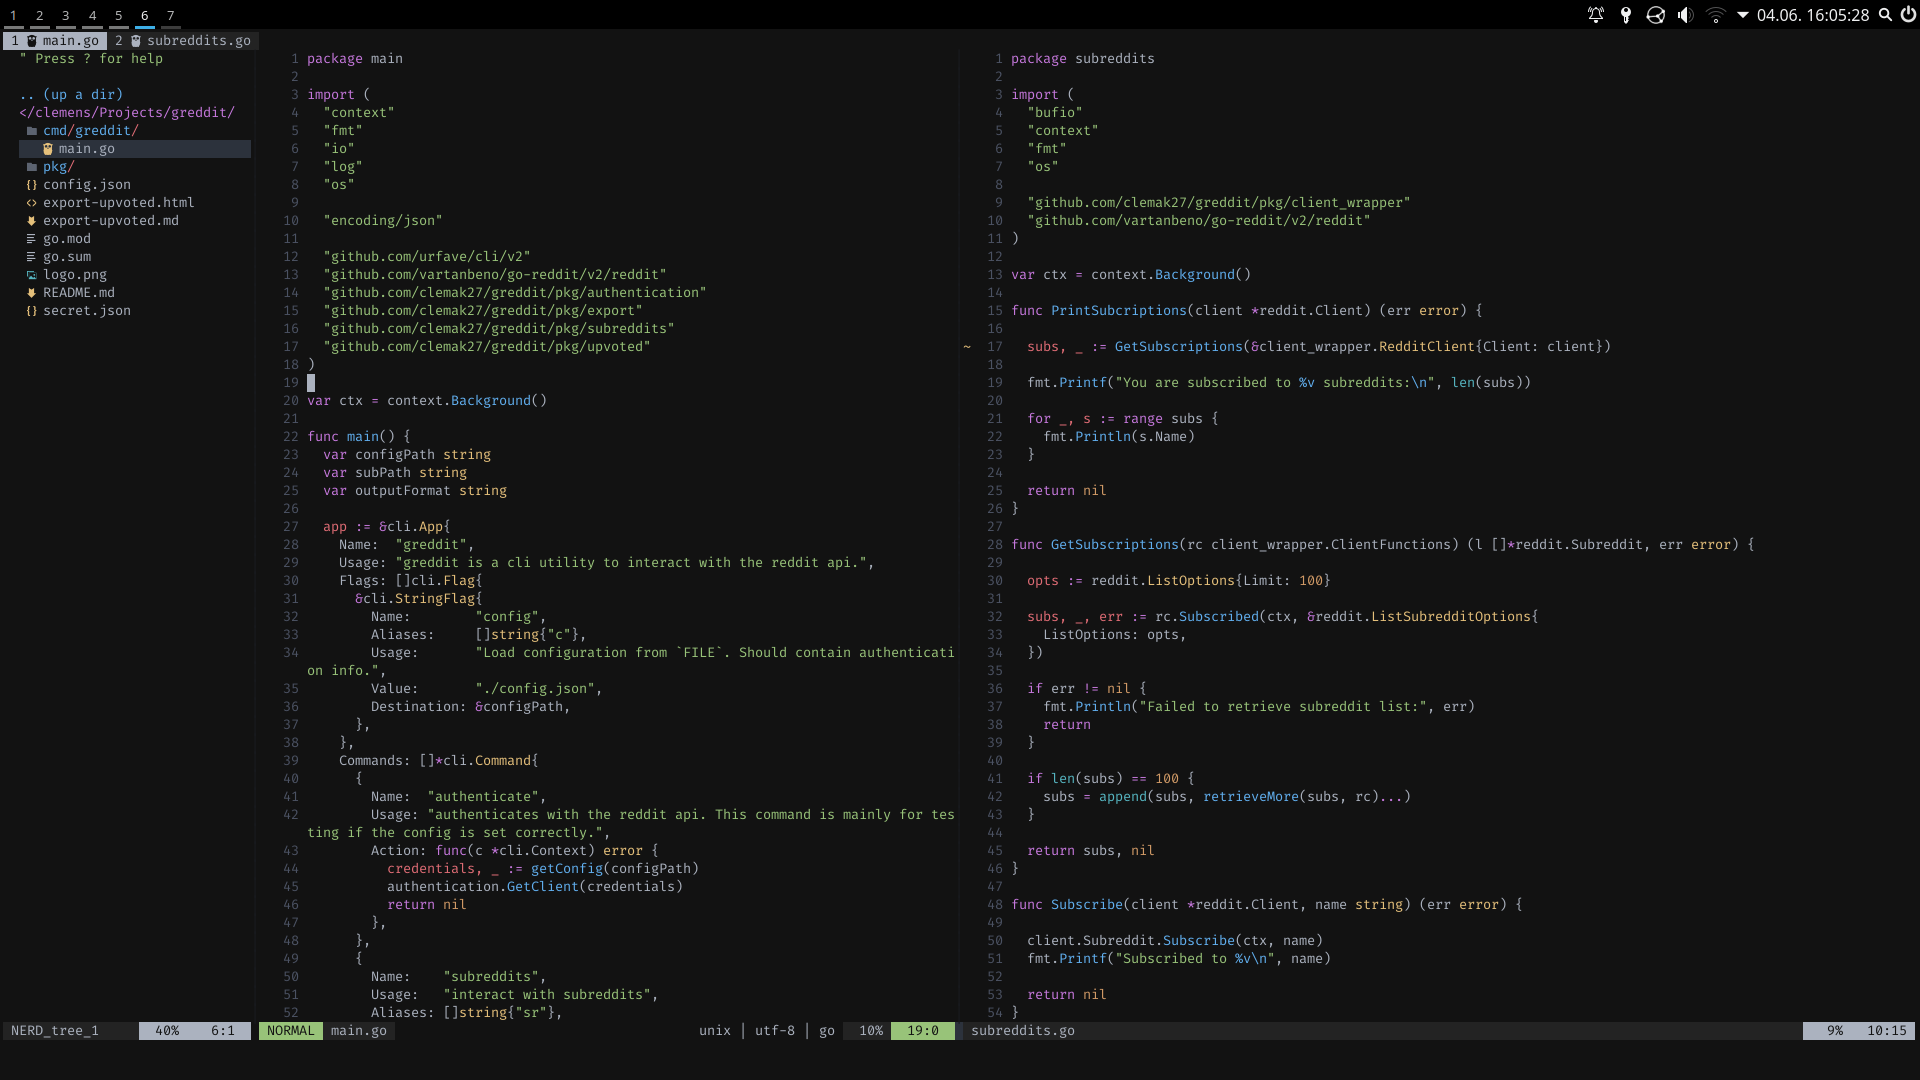 1 2 3 4 5 6 7
04.06. 16:05:28
1 main.go 2 subreddits.go
" Press ? for help
.. (up a dir)
</clemens/Projects/greddit/
cmd/greddit/
main.go
pkg/
config.json
export-upvoted.html
export-upvoted.md
go.mod
go.sum
logo.png
README.md
secret.json
NERD_tree_1 40% 6:1
1 package main
2
3 import (
4   "context"
5   "fmt"
6   "io"
7   "log"
8   "os"
9
10   "encoding/json"
11
12   "github.com/urfave/cli/v2"
13   "github.com/vartanbeno/go-reddit/v2/reddit"
14   "github.com/clemak27/greddit/pkg/authentication"
15   "github.com/clemak27/greddit/pkg/export"
16   "github.com/clemak27/greddit/pkg/subreddits"
17   "github.com/clemak27/greddit/pkg/upvoted"
18 )
19
20 var ctx = context.Background()
21
22 func main() {
23   var configPath string
24   var subPath string
25   var outputFormat string
26
27   app := &cli.App{
28     Name:  "greddit",
29     Usage: "greddit is a cli utility to interact with the reddit api.",
30     Flags: []cli.Flag{
31       &cli.StringFlag{
32         Name:        "config",
33         Aliases:     []string{"c"},
34         Usage:       "Load configuration from `FILE`. Should contain authenticati
on info.",
35         Value:       "./config.json",
36         Destination: &configPath,
37       },
38     },
39     Commands: []*cli.Command{
40       {
41         Name:  "authenticate",
42         Usage: "authenticates with the reddit api. This command is mainly for tes
ting if the config is set correctly.",
43         Action: func(c *cli.Context) error {
44           credentials, _ := getConfig(configPath)
45           authentication.GetClient(credentials)
46           return nil
47         },
48       },
49       {
50         Name:    "subreddits",
51         Usage:   "interact with subreddits",
52         Aliases: []string{"sr"},
NORMAL main.go unix | utf-8 | go 10% 19:0
1 package subreddits
2
3 import (
4   "bufio"
5   "context"
6   "fmt"
7   "os"
8
9   "github.com/clemak27/greddit/pkg/client_wrapper"
10   "github.com/vartanbeno/go-reddit/v2/reddit"
11 )
12
13 var ctx = context.Background()
14
15 func PrintSubcriptions(client *reddit.Client) (err error) {
16
~ 17   subs, _ := GetSubscriptions(&client_wrapper.RedditClient{Client: client})
18
19   fmt.Printf("You are subscribed to %v subreddits:\n", len(subs))
20
21   for _, s := range subs {
22     fmt.Println(s.Name)
23   }
24
25   return nil
26 }
27
28 func GetSubscriptions(rc client_wrapper.ClientFunctions) (l []*reddit.Subreddit, err error) {
29
30   opts := reddit.ListOptions{Limit: 100}
31
32   subs, _, err := rc.Subscribed(ctx, &reddit.ListSubredditOptions{
33     ListOptions: opts,
34   })
35
36   if err != nil {
37     fmt.Println("Failed to retrieve subreddit list:", err)
38     return
39   }
40
41   if len(subs) == 100 {
42     subs = append(subs, retrieveMore(subs, rc)...)
43   }
44
45   return subs, nil
46 }
47
48 func Subscribe(client *reddit.Client, name string) (err error) {
49
50   client.Subreddit.Subscribe(ctx, name)
51   fmt.Printf("Subscribed to %v\n", name)
52
53   return nil
54 }
subreddits.go 9% 10:15